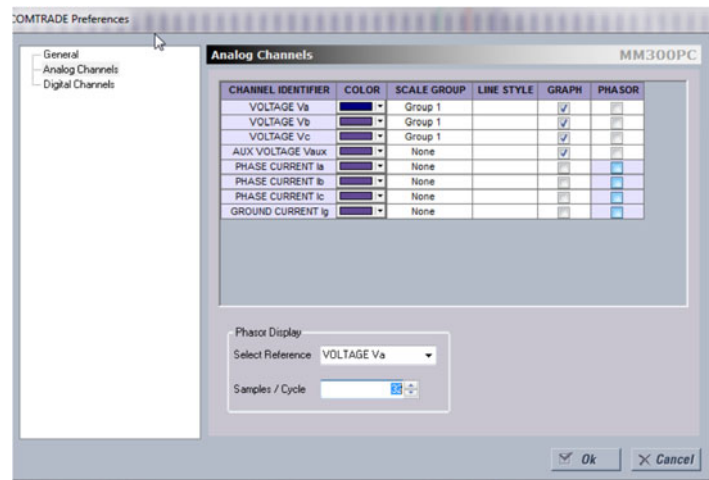 COMTRADE Preferences
General
Analog Channels
Digital Channels
Analog Channels MM300PC
CHANNEL IDENTIFIER COLOR SCALE GROUP LINE STYLE GRAPH PHASOR
VOLTAGE Va Group 1
VOLTAGE Vb Group 1
VOLTAGE Vc Group 1
AUX VOLTAGE Vaux None
PHASE CURRENT Ia None
PHASE CURRENT Ib None
PHASE CURRENT Ic None
GROUND CURRENT Ig None
Phasor Display
Select Reference VOLTAGE Va
Samples / Cycle 32
Ok Cancel